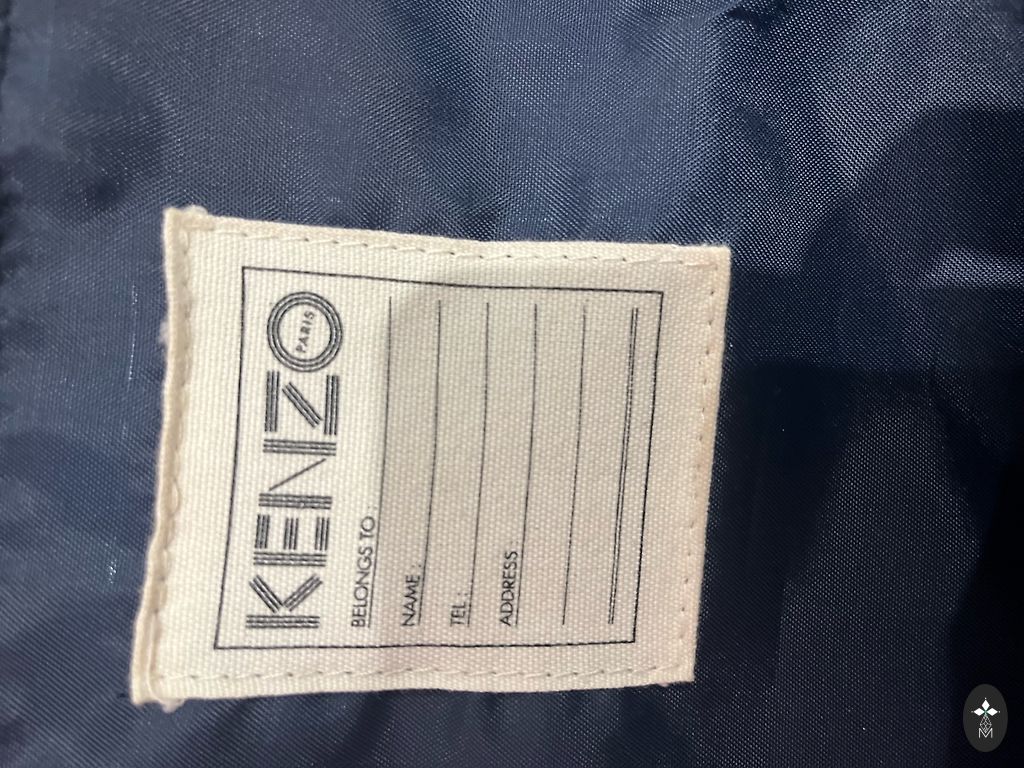 KENZO
PARIS
BELONGS TO
NAME :
TEL :
ADDRESS
M